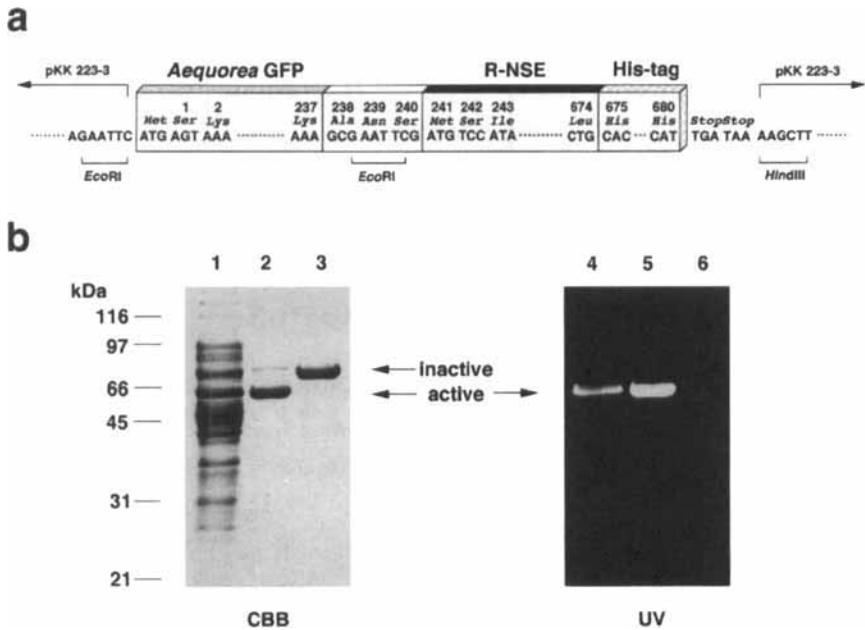 a
pKK 223-3
Aequorea GFP
R-NSE
His-tag
pKK 223-3
1 2 237 238 239 240 241 242 243 674 675 680
Met Ser Lys Lys Ala Asn Ser Met Ser Ile Leu His His StopStop
AGAATTC ATG AGT AAA AAA GCG AAT TCG ATG TCC ATA CTG CAC CAT TGA TAA AAGCTT
EcoRI
EcoRI
HindIII
b
1 2 3
4 5 6
kDa
116
97
inactive
66
active
45
31
21
CBB
UV